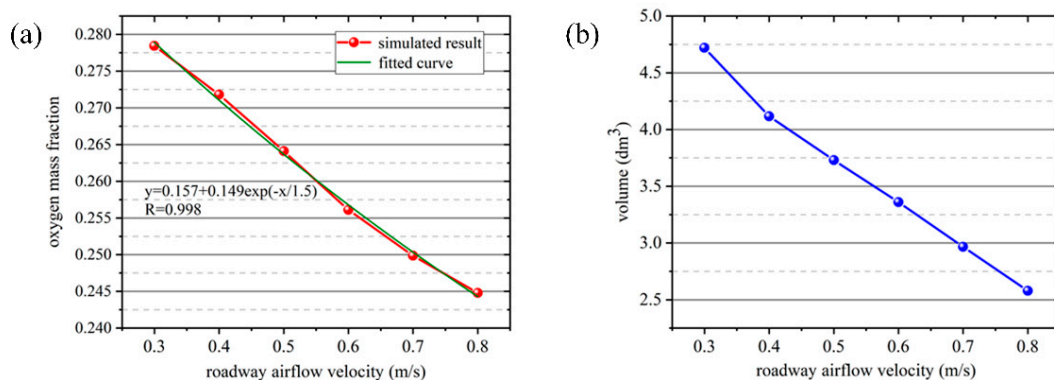 (a)
0.280
0.275
0.270
0.265
0.260
0.255
0.250
0.245
0.240
oxygen mass fraction
simulated result
fitted curve
y=0.157+0.149exp(-x/1.5)
R=0.998
0.3 0.4 0.5 0.6 0.7 0.8
roadway airflow velocity (m/s)
(b)
5.0
4.5
4.0
3.5
3.0
2.5
volume (dm³)
0.3 0.4 0.5 0.6 0.7 0.8
roadway airflow velocity (m/s)